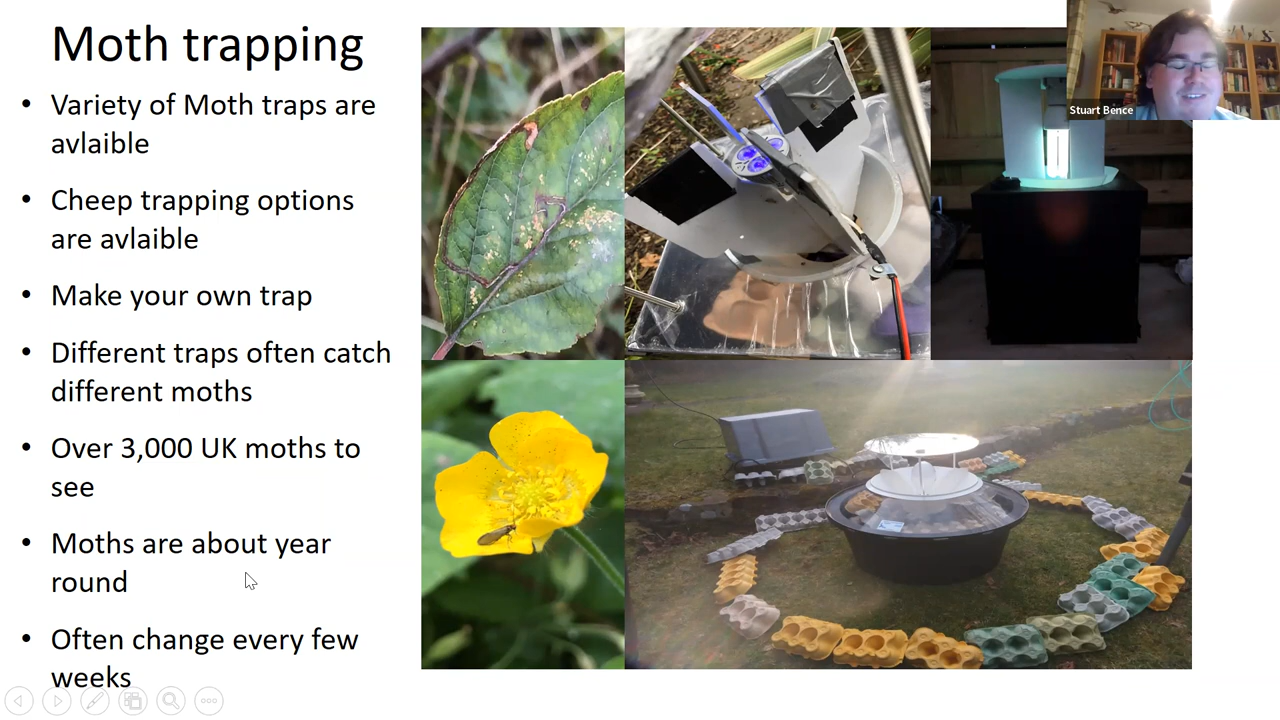 Moth trapping
• Variety of Moth traps are
avlaible
• Cheep trapping options
are avlaible
• Make your own trap
• Different traps often catch
different moths
• Over 3,000 UK moths to
see
• Moths are about year
round
• Often change every few
weeks
Stuart Bence